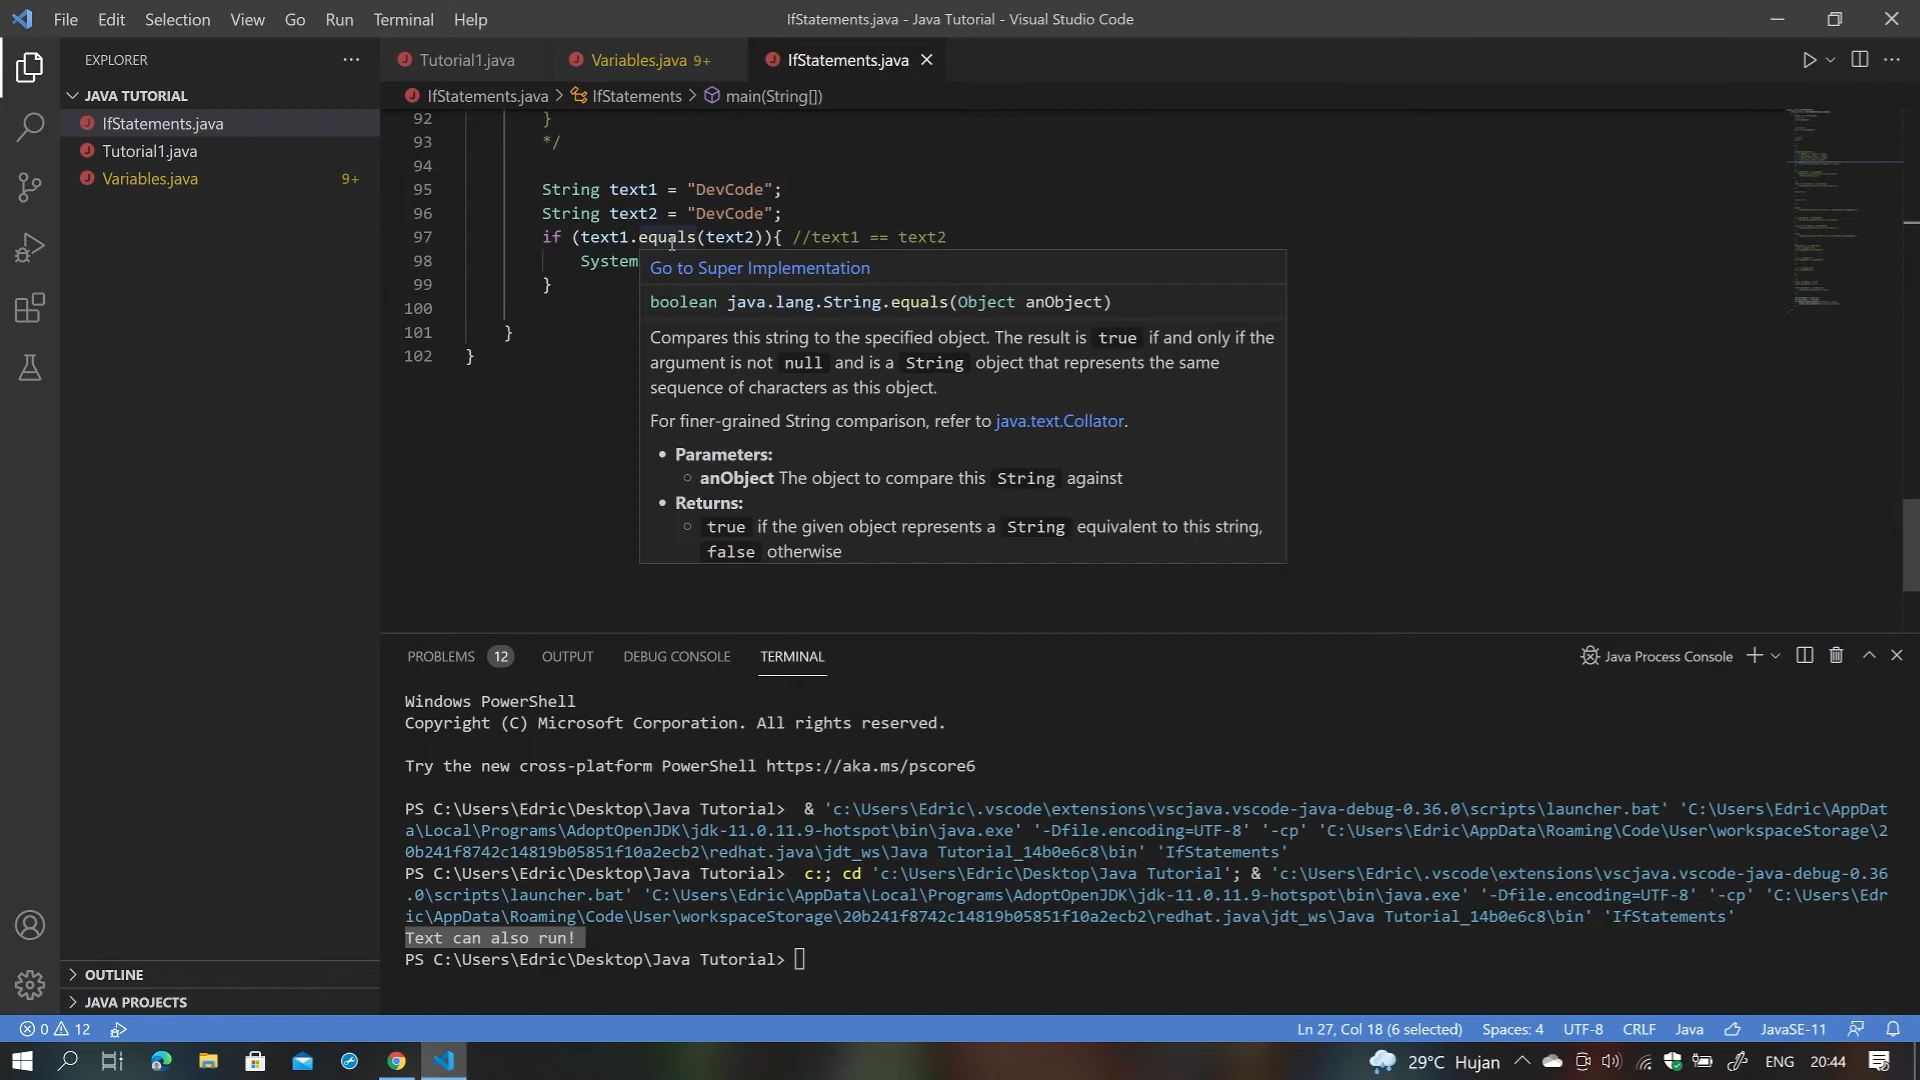 File Edit Selection View Go Run Terminal Help
IfStatements.java - Java Tutorial - Visual Studio Code
EXPLORER
JAVA TUTORIAL
IfStatements.java
Tutorial1.java
Variables.java 9+
OUTLINE
JAVA PROJECTS
Tutorial1.java Variables.java 9+ IfStatements.java
IfStatements.java > IfStatements > main(String[])
92 }
93 */
94
95 String text1 = "DevCode";
96 String text2 = "DevCode";
97 if (text1.equals(text2)){ //text1 == text2
98 System
99 }
100
101 }
102 }
Go to Super Implementation
boolean java.lang.String.equals(Object anObject)
Compares this string to the specified object. The result is true if and only if the
argument is not null and is a String object that represents the same
sequence of characters as this object.
For finer-grained String comparison, refer to java.text.Collator.
• Parameters:
○ anObject The object to compare this String against
• Returns:
○ true if the given object represents a String equivalent to this string,
false otherwise
PROBLEMS 12 OUTPUT DEBUG CONSOLE TERMINAL
Java Process Console
Windows PowerShell
Copyright (C) Microsoft Corporation. All rights reserved.
Try the new cross-platform PowerShell https://aka.ms/pscore6
PS C:\Users\Edric\Desktop\Java Tutorial> & 'c:\Users\Edric\.vscode\extensions\vscjava.vscode-java-debug-0.36.0\scripts\launcher.bat' 'C:\Users\Edric\AppDat
a\Local\Programs\AdoptOpenJDK\jdk-11.0.11.9-hotspot\bin\java.exe' '-Dfile.encoding=UTF-8' '-cp' 'C:\Users\Edric\AppData\Roaming\Code\User\workspaceStorage\2
0b241f8742c14819b05851f10a2ecb2\redhat.java\jdt_ws\Java Tutorial_14b0e6c8\bin' 'IfStatements'
PS C:\Users\Edric\Desktop\Java Tutorial> c:; cd 'c:\Users\Edric\Desktop\Java Tutorial'; & 'c:\Users\Edric\.vscode\extensions\vscjava.vscode-java-debug-0.36
.0\scripts\launcher.bat' 'C:\Users\Edric\AppData\Local\Programs\AdoptOpenJDK\jdk-11.0.11.9-hotspot\bin\java.exe' '-Dfile.encoding=UTF-8' '-cp' 'C:\Users\Edr
ic\AppData\Roaming\Code\User\workspaceStorage\20b241f8742c14819b05851f10a2ecb2\redhat.java\jdt_ws\Java Tutorial_14b0e6c8\bin' 'IfStatements'
Text can also run!
PS C:\Users\Edric\Desktop\Java Tutorial>
0 12
Ln 27, Col 18 (6 selected) Spaces: 4 UTF-8 CRLF Java JavaSE-11
29°C Hujan ENG 20:44